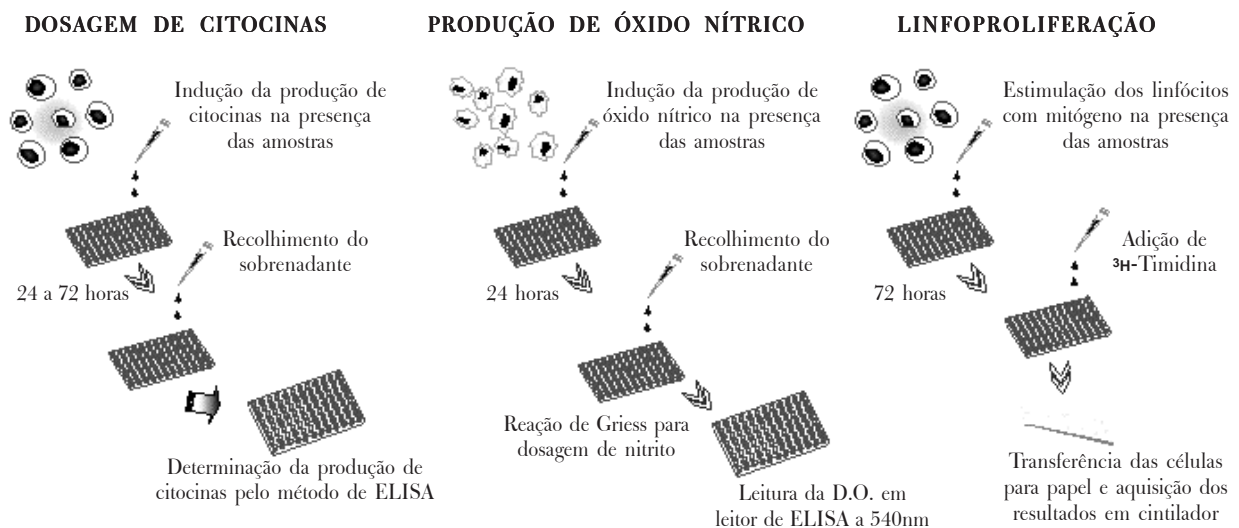 DOSAGEM DE CITOCINAS
Indução da produção de
citocinas na presença
das amostras
Recolhimento do
sobrenadante
24 a 72 horas
Determinação da produção de
citocinas pelo método de ELISA
PRODUÇÃO DE ÓXIDO NÍTRICO
Indução da produção de
óxido nítrico na presença
das amostras
Recolhimento do
sobrenadante
24 horas
Reação de Griess para
dosagem de nitrito
Leitura da D.O. em
leitor de ELISA a 540nm
LINFOPROLIFERAÇÃO
Estimulação dos linfócitos
com mitógeno na presença
das amostras
Adição de
³H-Timidina
72 horas
Transferência das células
para papel e aquisição dos
resultados em cintilador